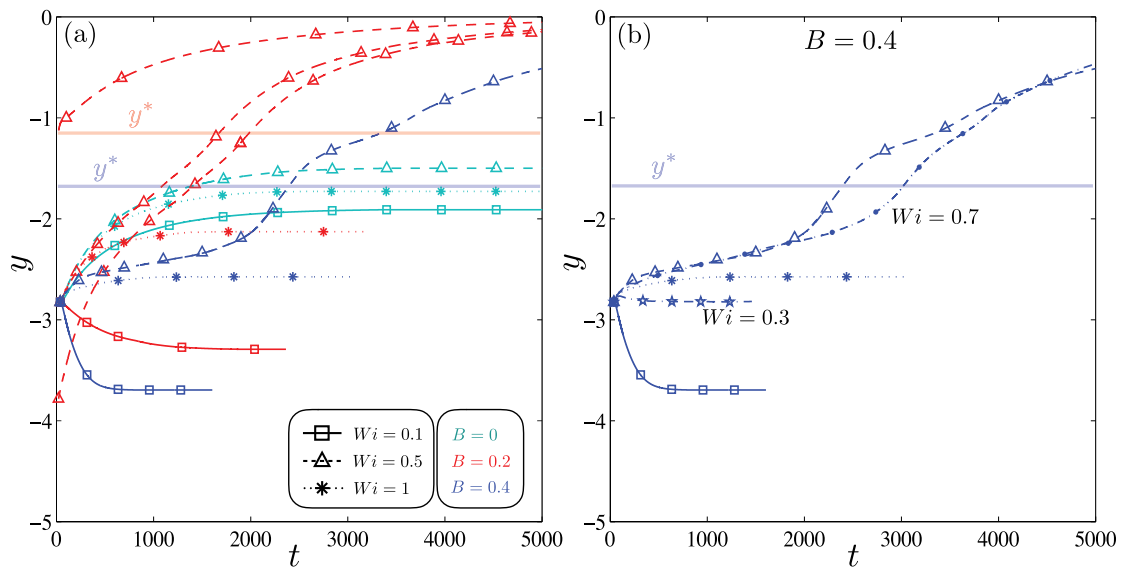 (a)
y*
y*
0
−1
−2
−3
−4
−5
y
0 1000 2000 3000 4000 5000
t
Wi = 0.1
Wi = 0.5
Wi = 1
B = 0
B = 0.2
B = 0.4
(b)
B = 0.4
y*
Wi = 0.7
Wi = 0.3
0
−1
−2
−3
−4
−5
y
0 1000 2000 3000 4000 5000
t